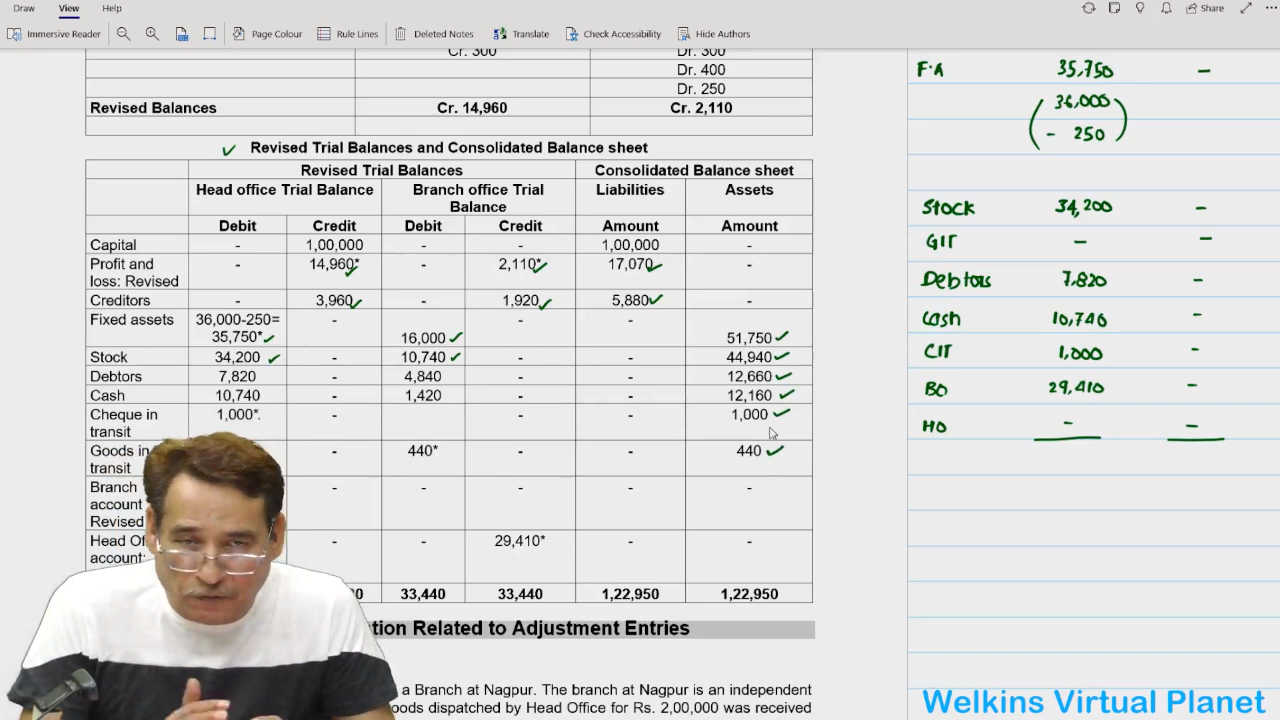 Draw View Help
Share
Immersive Reader Page Colour Rule Lines Deleted Notes Translate Check Accessibility Hide Authors
Cr. 300 Dr. 300
Dr. 400
Dr. 250
Revised Balances Cr. 14,960 Cr. 2,110
Revised Trial Balances and Consolidated Balance sheet
Revised Trial Balances Consolidated Balance sheet
Head office Trial Balance Branch office Trial Balance Liabilities Assets
Debit Credit Debit Credit Amount Amount
Capital - 1,00,000 - - 1,00,000 -
Profit and loss: Revised - 14,960* - 2,110* 17,070 -
Creditors - 3,960 - 1,920 5,880 -
Fixed assets 36,000-250= 35,750* - 16,000 - - 51,750
Stock 34,200 - 10,740 - - 44,940
Debtors 7,820 - 4,840 - - 12,660
Cash 10,740 - 1,420 - - 12,160
Cheque in transit 1,000*. - - - - 1,000
Goods in transit - 440* - - 440
Branch account Revised - - - - -
Head Of account: - - 29,410* - -
0 33,440 33,440 1,22,950 1,22,950
tion Related to Adjustment Entries
a Branch at Nagpur. The branch at Nagpur is an independent
oods dispatched by Head Office for Rs. 2,00,000 was received
F.A 35,750 -
(36,000
- 250)
Stock 34,200 -
GIT - -
Debtors 7,820 -
Cash 10,740 -
CIT 1,000 -
BO 29,410 -
HO - -
Welkins Virtual Planet